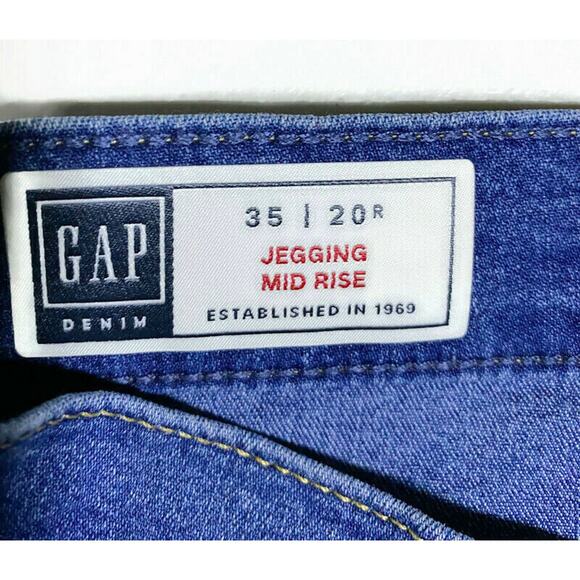 GAP
DENIM
35 | 20R
JEGGING
MID RISE
ESTABLISHED IN 1969